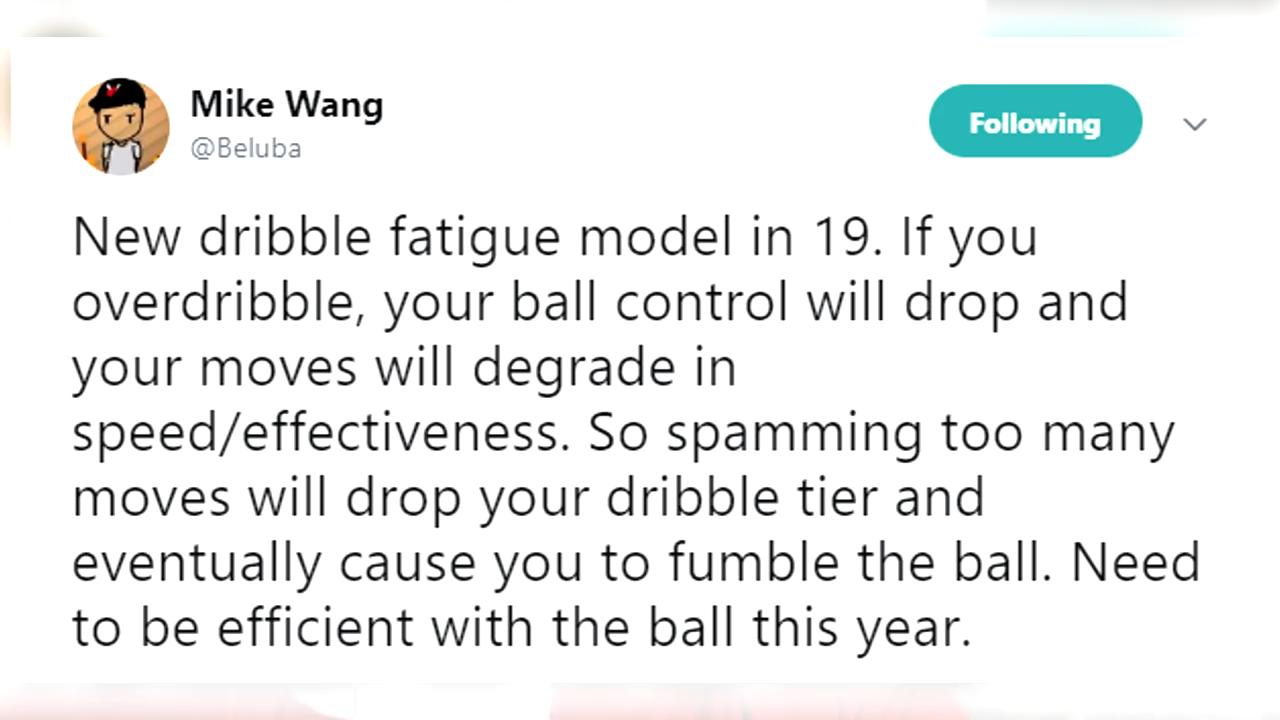 Mike Wang
@Beluba
Following
New dribble fatigue model in 19. If you
overdribble, your ball control will drop and
your moves will degrade in
speed/effectiveness. So spamming too many
moves will drop your dribble tier and
eventually cause you to fumble the ball. Need
to be efficient with the ball this year.